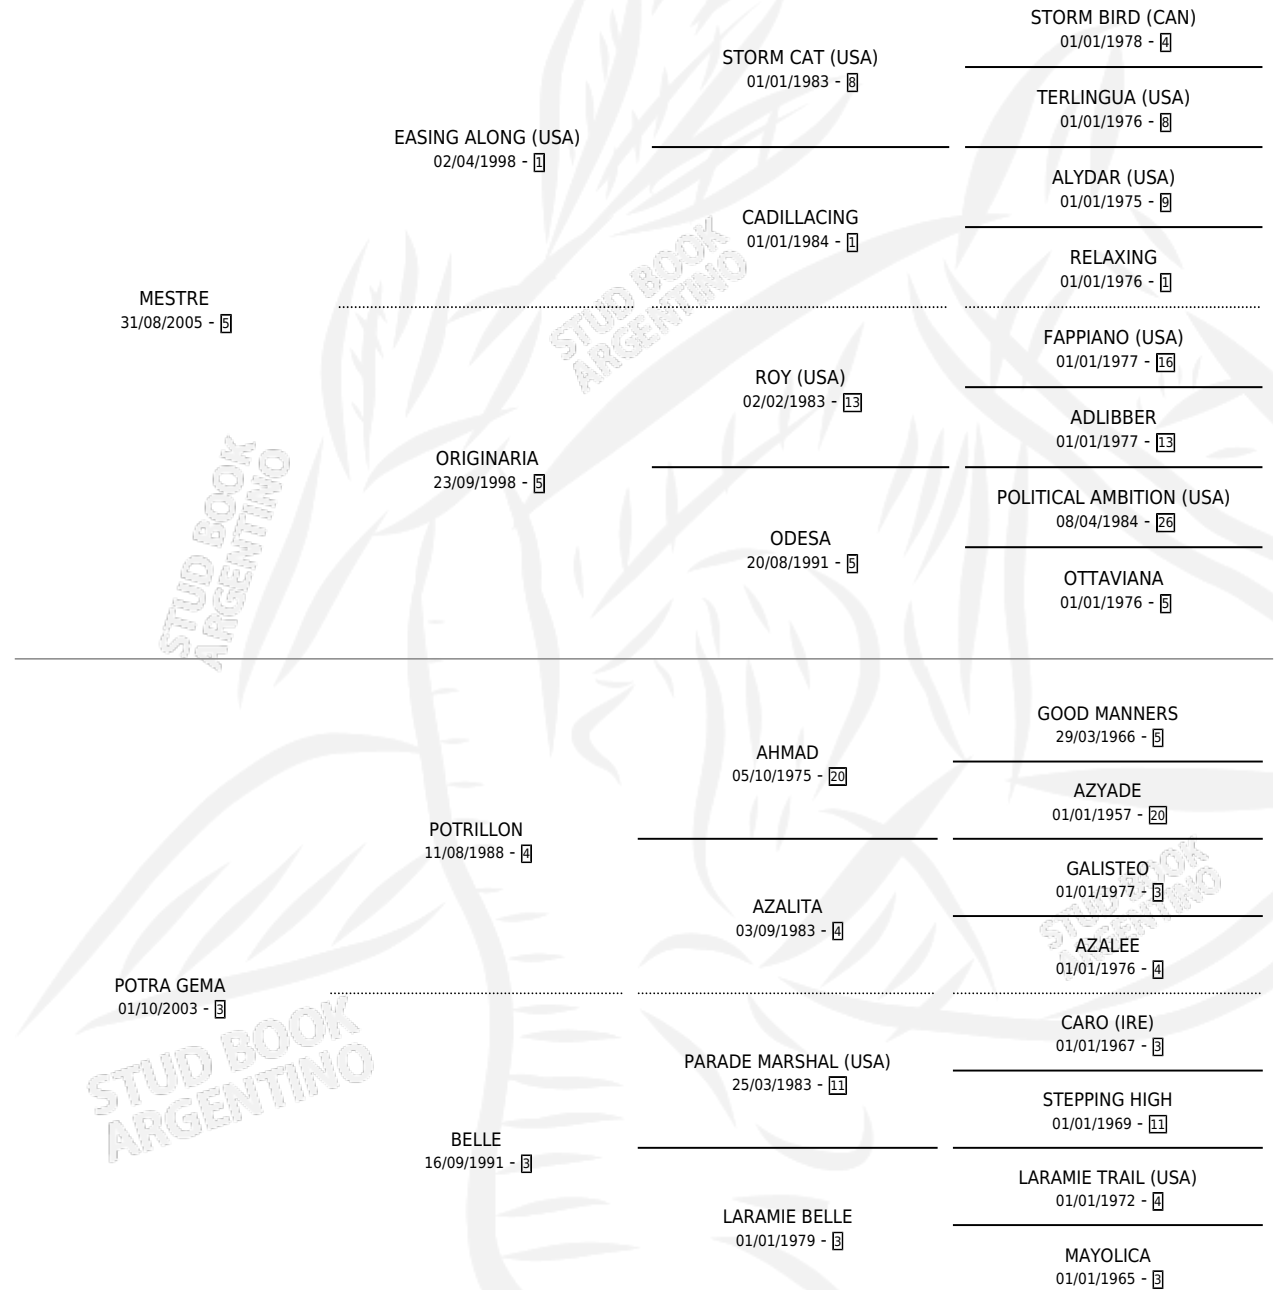 STORM BIRD (CAN)
01/01/1978 - 4
STORM CAT (USA)
01/01/1983 - 8
TERLINGUA (USA)
01/01/1976 - 8
EASING ALONG (USA)
02/04/1998 - 1
ALYDAR (USA)
01/01/1975 - 9
CADILLACING
01/01/1984 - 1
RELAXING
01/01/1976 - 1
MESTRE
31/08/2005 - 5
FAPPIANO (USA)
01/01/1977 - 16
ROY (USA)
02/02/1983 - 13
ADLIBBER
01/01/1977 - 13
ORIGINARIA
23/09/1998 - 5
POLITICAL AMBITION (USA)
08/04/1984 - 26
ODESA
20/08/1991 - 5
OTTAVIANA
01/01/1976 - 5
GOOD MANNERS
29/03/1966 - 5
AHMAD
05/10/1975 - 20
AZYADE
01/01/1957 - 20
POTRILLON
11/08/1988 - 4
GALISTEO
01/01/1977 - 3
AZALITA
03/09/1983 - 4
AZALEE
01/01/1976 - 4
POTRA GEMA
01/10/2003 - 3
CARO (IRE)
01/01/1967 - 3
PARADE MARSHAL (USA)
25/03/1983 - 11
STEPPING HIGH
01/01/1969 - 11
BELLE
16/09/1991 - 3
LARAMIE TRAIL (USA)
01/01/1972 - 4
LARAMIE BELLE
01/01/1979 - 3
MAYOLICA
01/01/1965 - 3
STUD BOOK
ARGENTINO
STUD BOOK
ARGENTINO
STUD BOOK
ARGENTINO
STUD BOOK
ARGENTINO